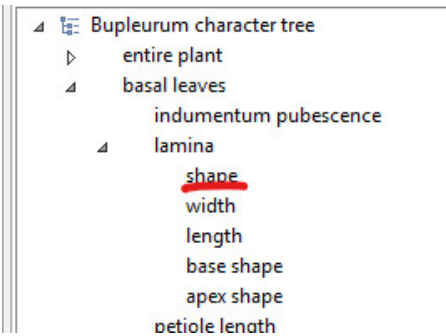 Bupleurum character tree
entire plant
basal leaves
indumentum pubescence
lamina
shape
width
length
base shape
apex shape
petiole length